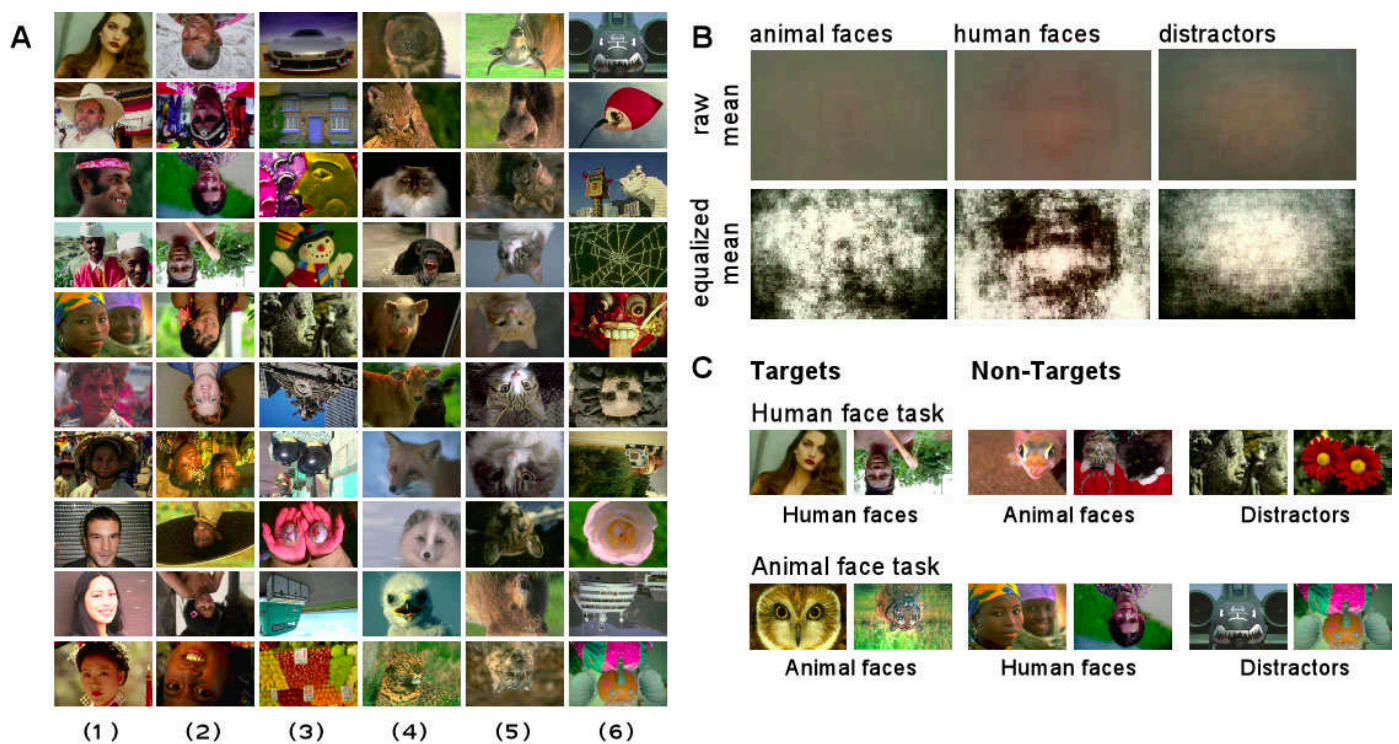 A
(1) (2) (3) (4) (5) (6)
B
animal faces human faces distractors
raw mean
equalized mean
C
Targets Non-Targets
Human face task
Human faces Animal faces Distractors
Animal face task
Animal faces Human faces Distractors